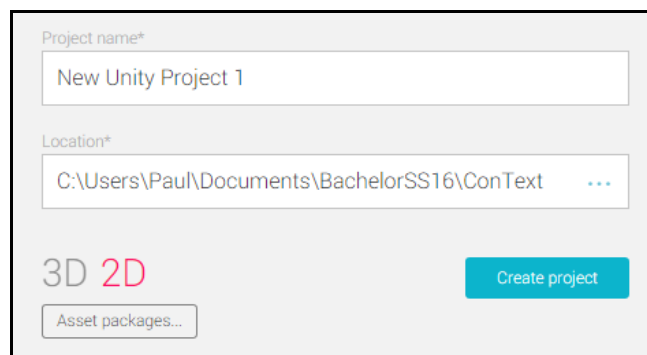 Project name*
New Unity Project 1
Location*
C:\Users\Paul\Documents\BachelorSS16\ConText ...
3D 2D
Create project
Asset packages...